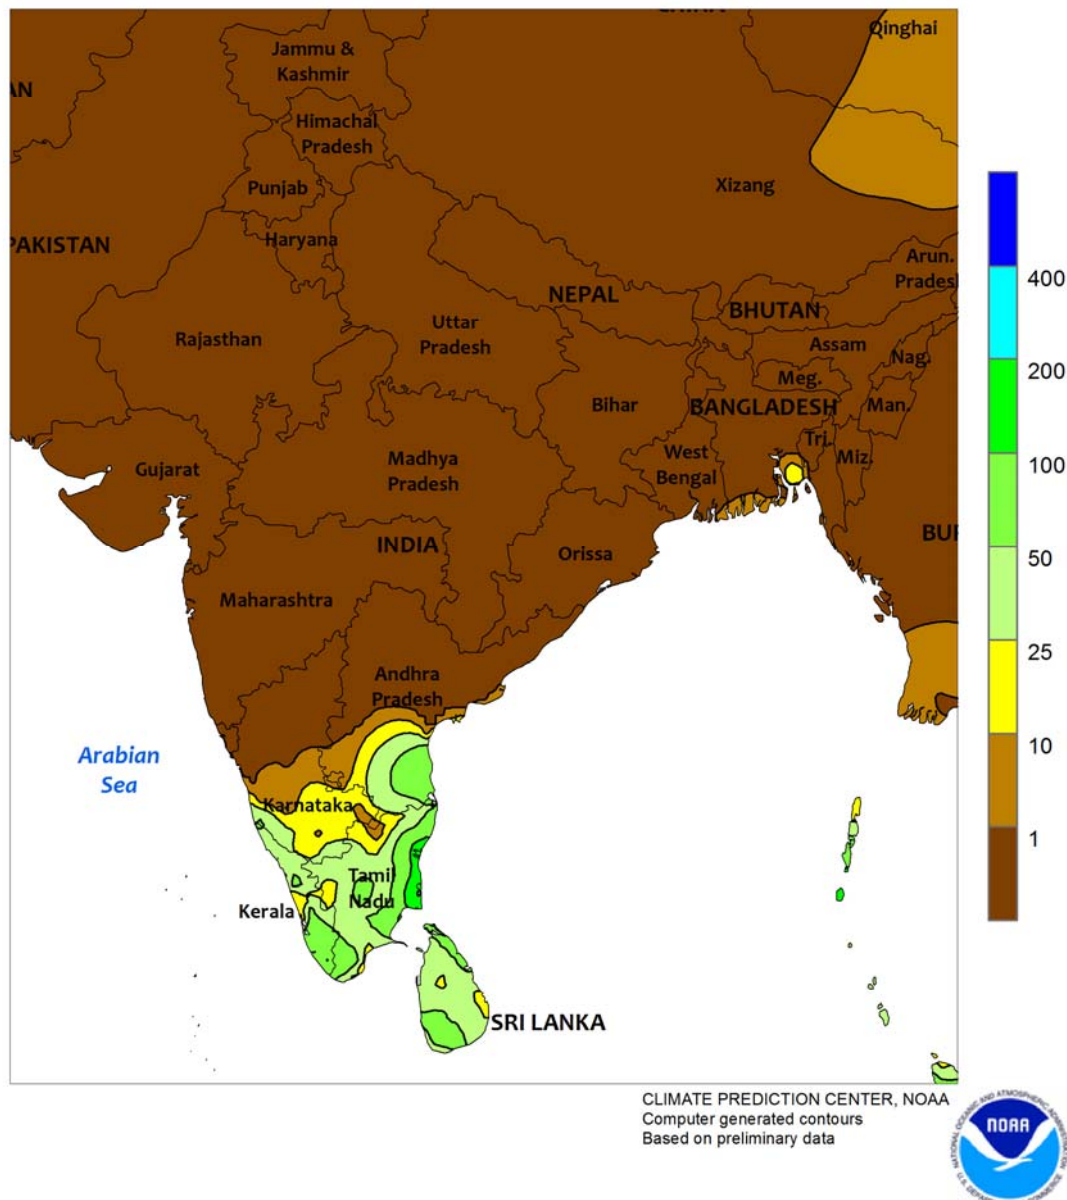 Qinghai
Jammu &
Kashmir
AN
Himachal
Pradesh
Punjab
Xizang
Haryana
PAKISTAN
Arun.
Pradesh
NEPAL
BHUTAN
Rajasthan
Uttar
Pradesh
Assam
Nag.
Meg.
Bihar
BANGLADESH
Man.
Tri.
Miz.
West
Bengal
Gujarat
Madhya
Pradesh
INDIA
Orissa
BUR
Maharashtra
Andhra
Pradesh
Arabian
Sea
Karnataka
Tamil
Nadu
Kerala
SRI LANKA
400
200
100
50
25
10
1
CLIMATE PREDICTION CENTER, NOAA
Computer generated contours
Based on preliminary data
NOAA